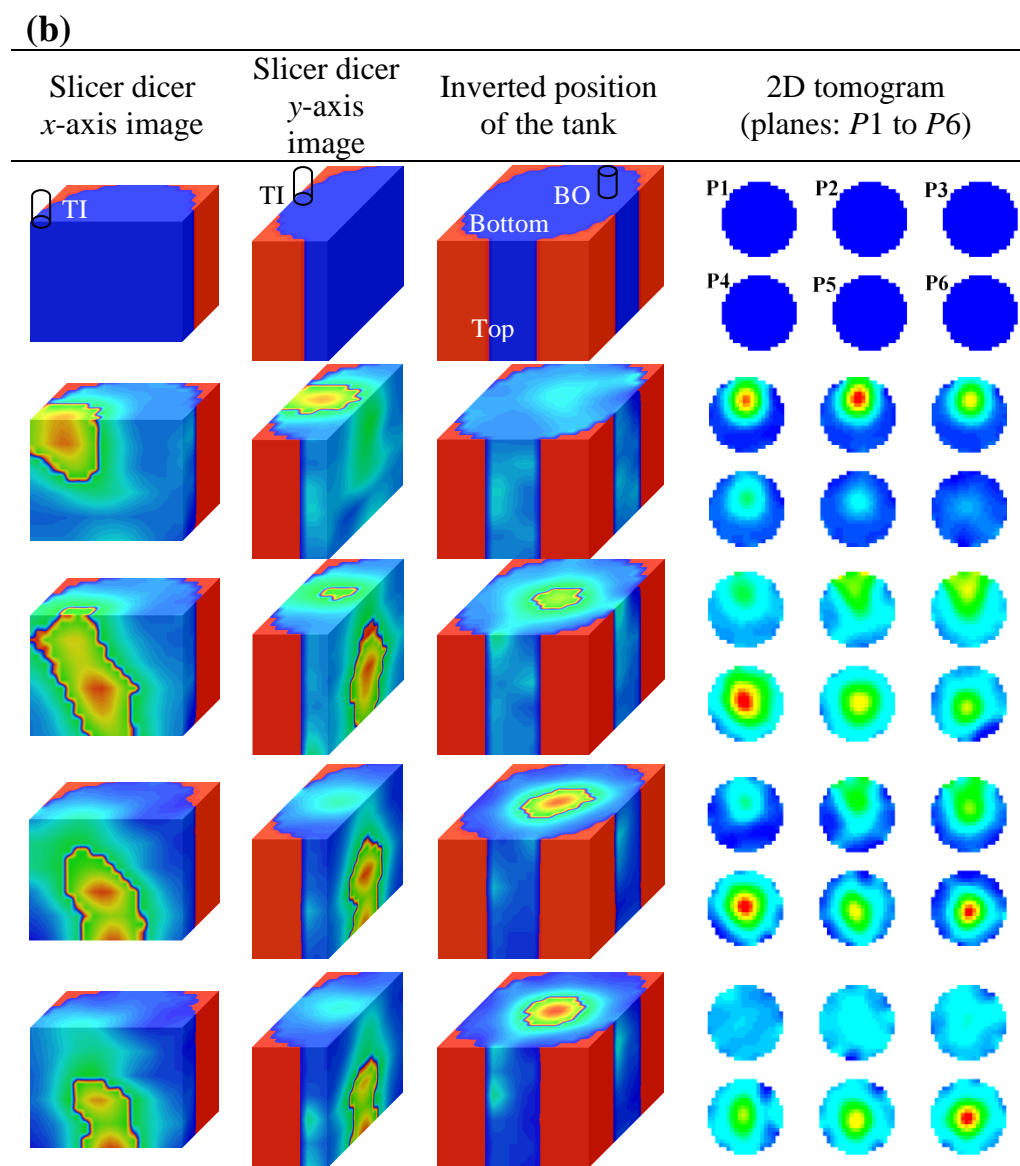 (b)
Slicer dicer
x-axis image
Slicer dicer
y-axis
image
Inverted position
of the tank
2D tomogram
(planes: P1 to P6)
TI
TI
BO
Bottom
Top
P1
P2
P3
P4
P5
P6